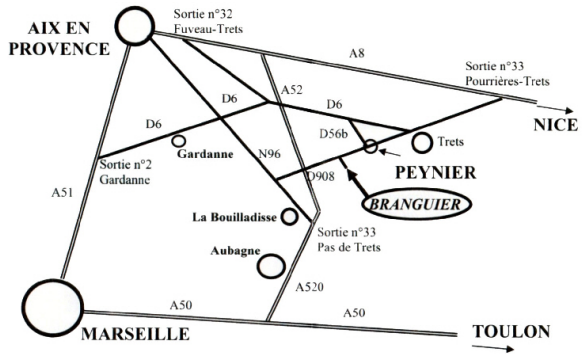 Sortie n°32
Fuveau-Trets
AIX EN
PROVENCE
A8
Sortie n°33
Pourrières-Trets
A52
D6
D6
NICE
D6
D56b
Trets
Gardanne
N96
PEYNIER
Sortie n°2
Gardanne
D908
A51
BRANGUIER
La Bouilladisse
Sortie n°33
Pas de Trets
Aubagne
A520
A50
A50
MARSEILLE
TOULON